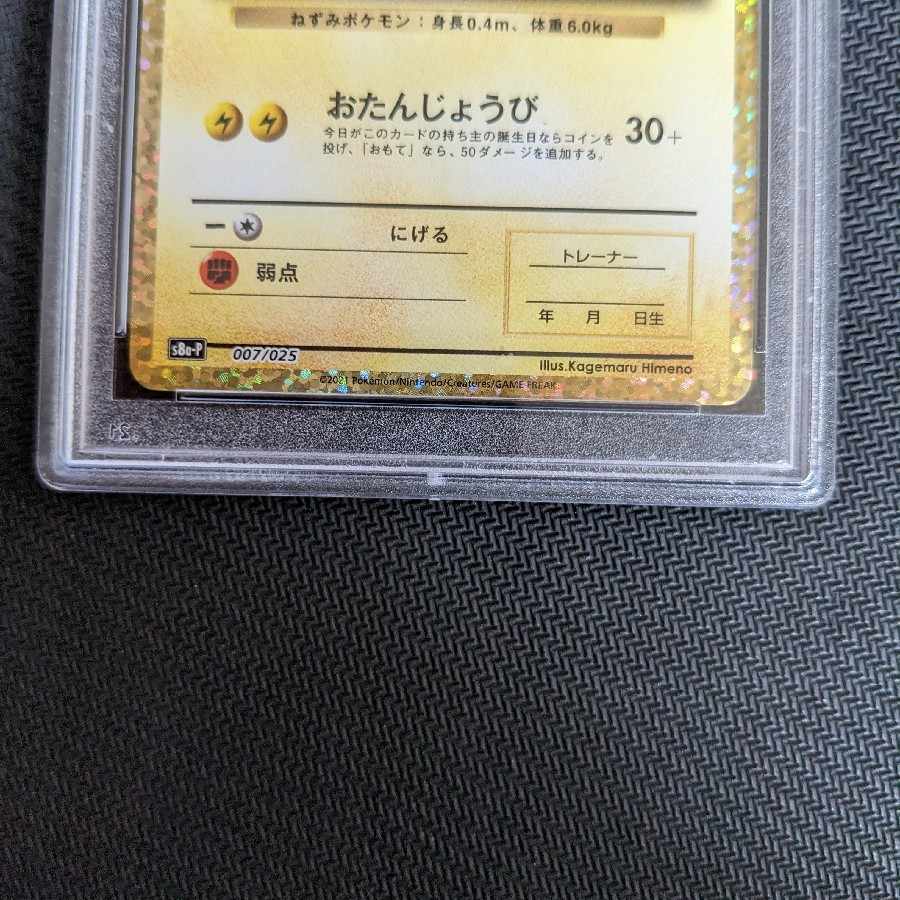 ねずみポケモン：身長0.4m、体重6.0kg
おたんじょうび
30+
今日がこのカードの持ち主の誕生日ならコインを
投げ、「おもて」なら、50ダメージを追加する。
ー
にげる
弱点
トレーナー
年 月 日生
s8a-P 007/025
Illus.Kagemaru Himeno
©2021 Pokémon/Nintendo/Creatures/GAME FREAK.
21